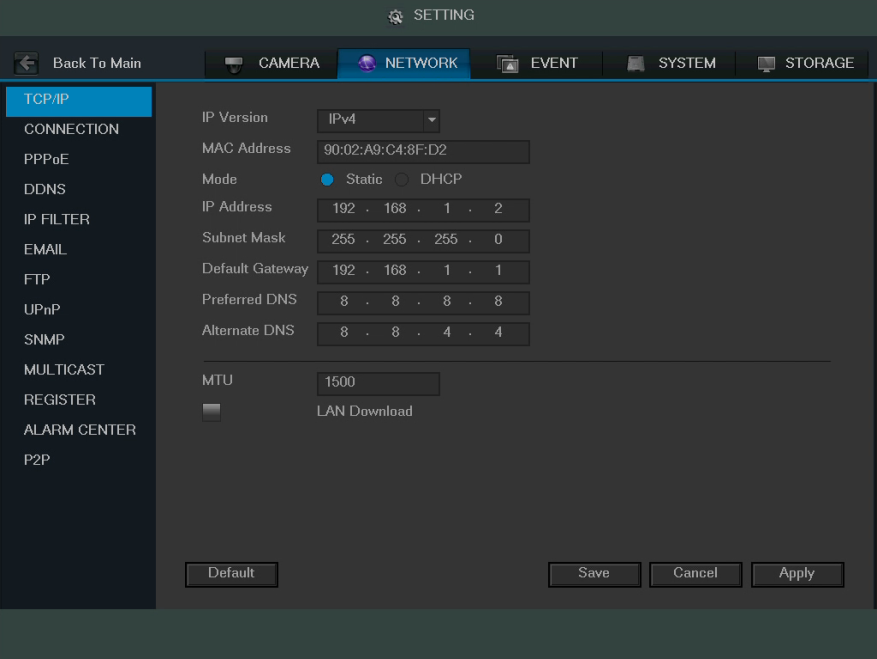 SETTING
Back To Main CAMERA NETWORK EVENT SYSTEM STORAGE
TCP/IP
CONNECTION
PPPoE
DDNS
IP FILTER
EMAIL
FTP
UPnP
SNMP
MULTICAST
REGISTER
ALARM CENTER
P2P
IP Version IPv4
MAC Address 90:02:A9:C4:8F:D2
Mode Static DHCP
IP Address 192 . 168 . 1 . 2
Subnet Mask 255 . 255 . 255 . 0
Default Gateway 192 . 168 . 1 . 1
Preferred DNS 8 . 8 . 8 . 8
Alternate DNS 8 . 8 . 4 . 4
MTU 1500
LAN Download
Default Save Cancel Apply